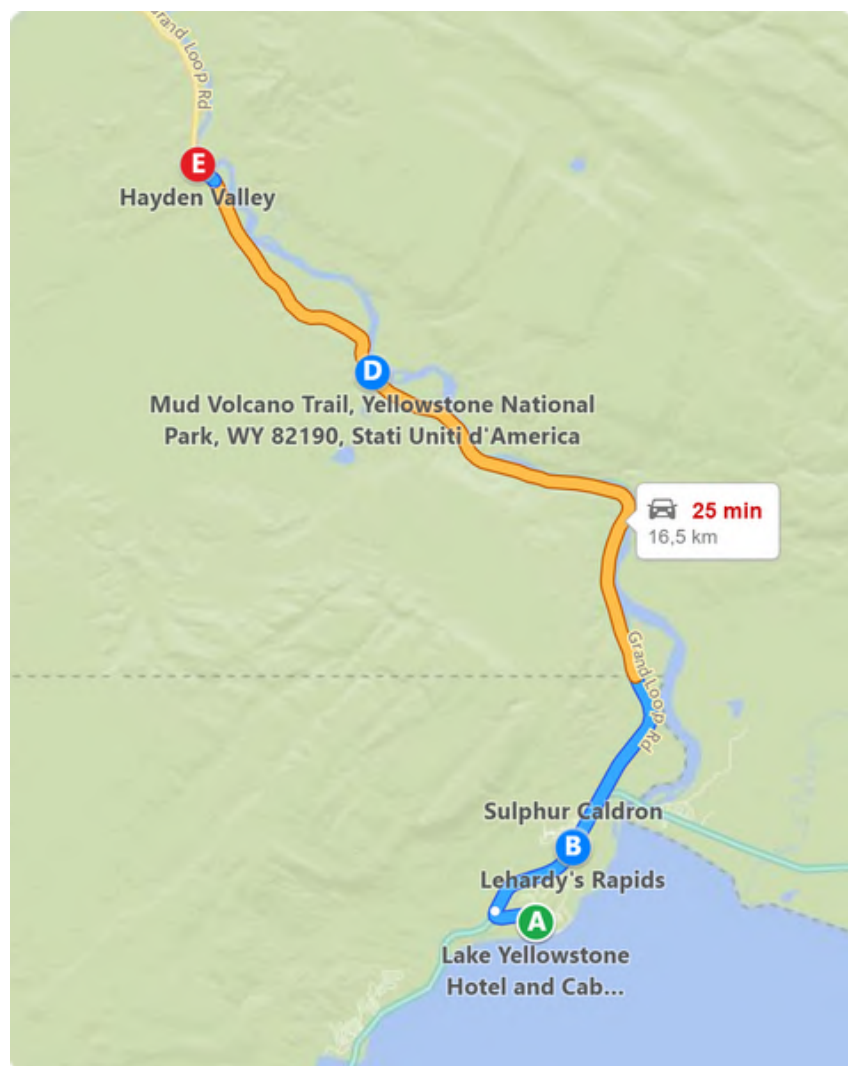 Grand Loop Rd
E
Hayden Valley
D
Mud Volcano Trail, Yellowstone National
Park, WY 82190, Stati Uniti d'America
25 min
16,5 km
Grand Loop Rd
Sulphur Caldron
B
Lehardy's Rapids
A
Lake Yellowstone
Hotel and Cab...